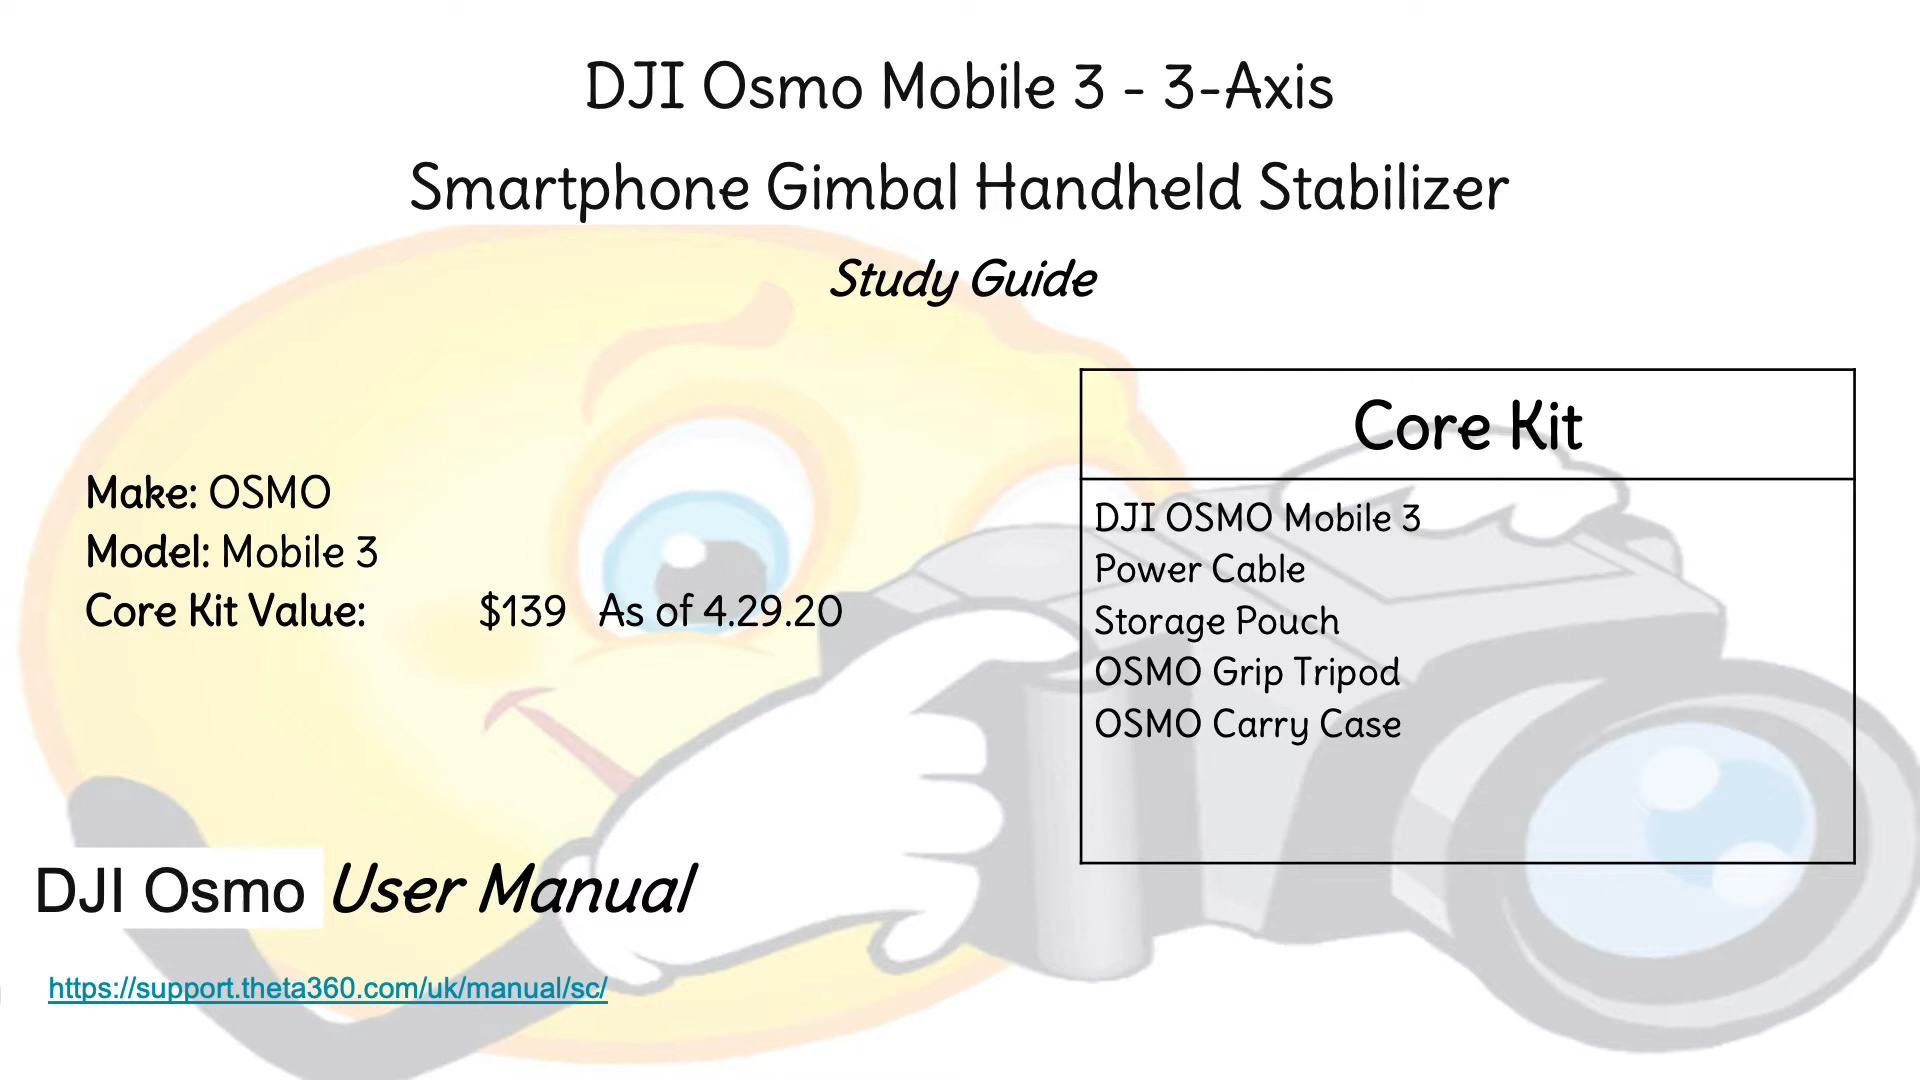 DJI Osmo Mobile 3 - 3-Axis
Smartphone Gimbal Handheld Stabilizer
Study Guide
Make: OSMO
Model: Mobile 3
Core Kit Value: $139 As of 4.29.20
Core Kit
DJI OSMO Mobile 3
Power Cable
Storage Pouch
OSMO Grip Tripod
OSMO Carry Case
DJI Osmo User Manual
https://support.theta360.com/uk/manual/sc/